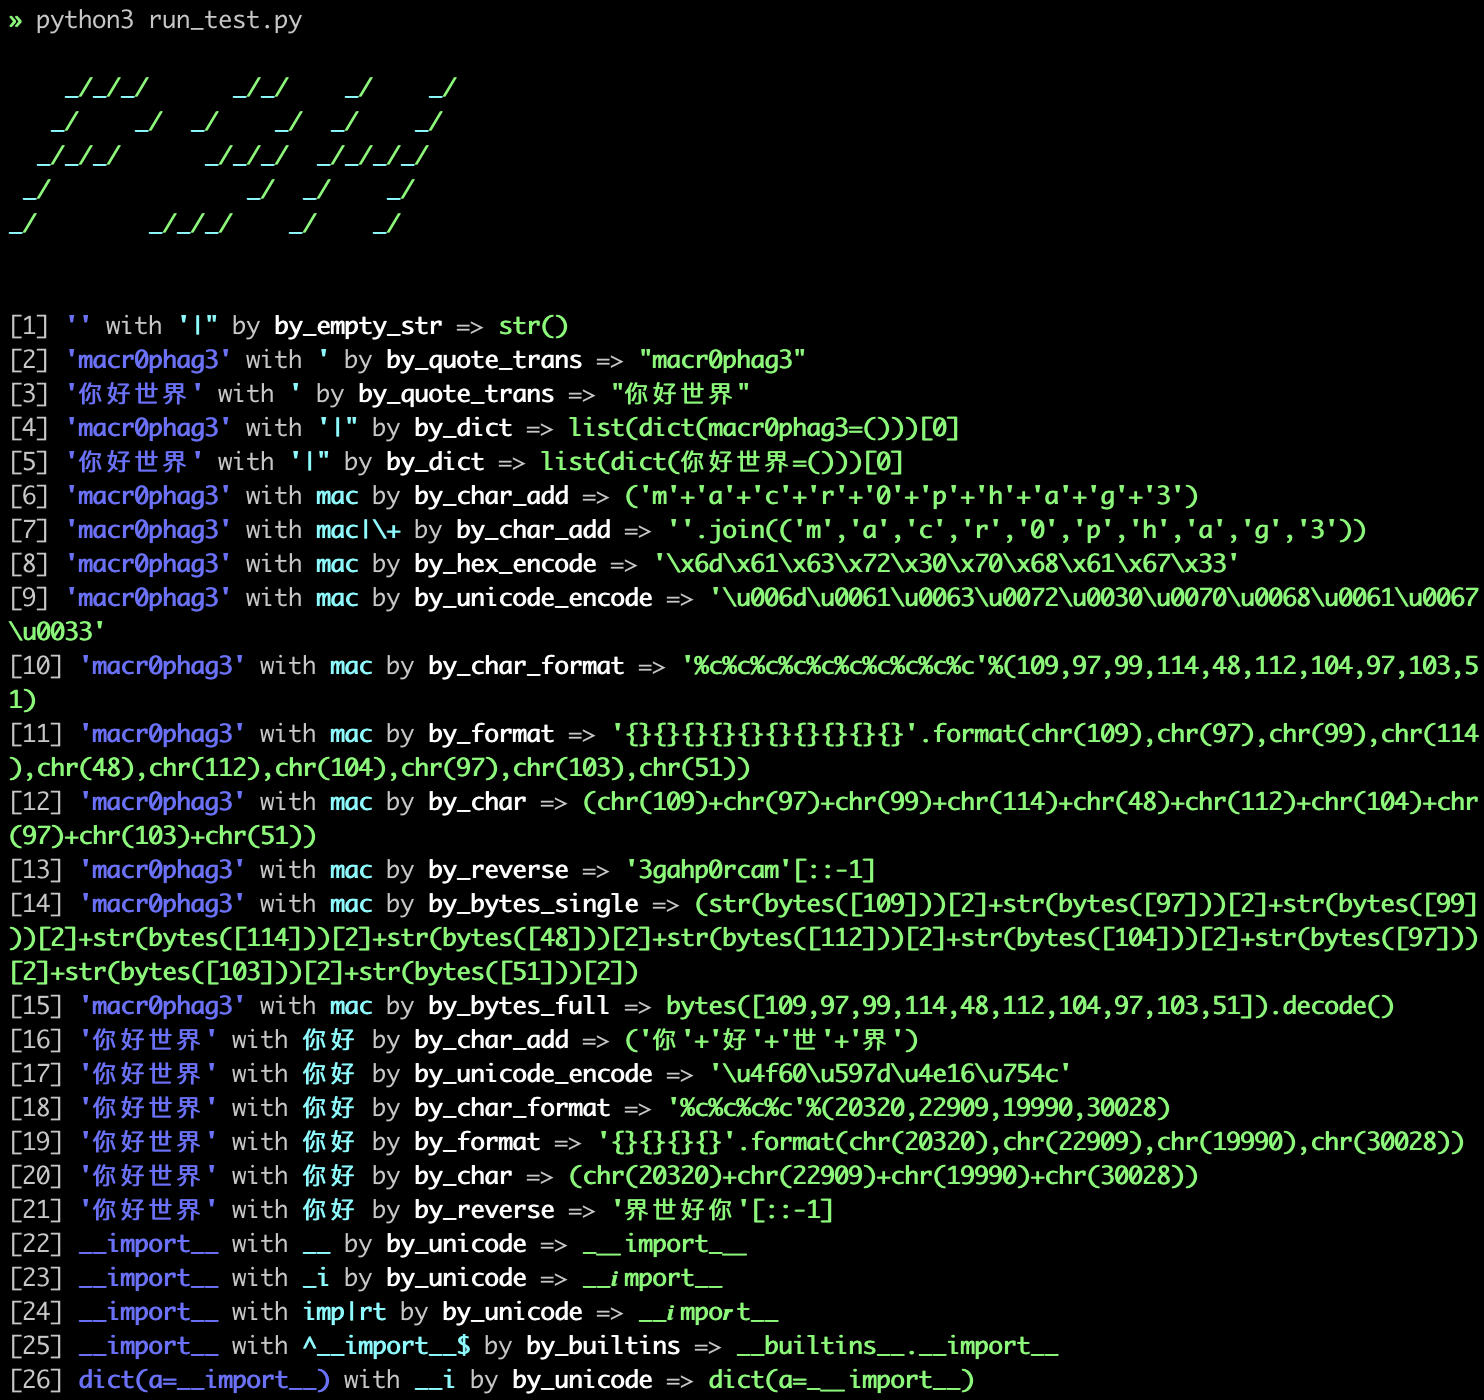 » python3 run_test.py
    _/_/_/      _/_/    _/    _/
   _/    _/  _/    _/  _/    _/
  _/_/_/      _/_/_/  _/_/_/_/
 _/              _/  _/    _/
_/        _/_/_/    _/    _/
[1] '' with '|" by by_empty_str => str()
[2] 'macr0phag3' with ' by by_quote_trans => "macr0phag3"
[3] '你好世界' with ' by by_quote_trans => "你好世界"
[4] 'macr0phag3' with '|" by by_dict => list(dict(macr0phag3=()))[0]
[5] '你好世界' with '|" by by_dict => list(dict(你好世界=()))[0]
[6] 'macr0phag3' with mac by by_char_add => ('m'+'a'+'c'+'r'+'0'+'p'+'h'+'a'+'g'+'3')
[7] 'macr0phag3' with mac|\+ by by_char_add => ''.join(('m','a','c','r','0','p','h','a','g','3'))
[8] 'macr0phag3' with mac by by_hex_encode => '\x6d\x61\x63\x72\x30\x70\x68\x61\x67\x33'
[9] 'macr0phag3' with mac by by_unicode_encode => '\u006d\u0061\u0063\u0072\u0030\u0070\u0068\u0061\u0067
\u0033'
[10] 'macr0phag3' with mac by by_char_format => '%c%c%c%c%c%c%c%c%c%c'%(109,97,99,114,48,112,104,97,103,5
1)
[11] 'macr0phag3' with mac by by_format => '{}{}{}{}{}{}{}{}{}{}'.format(chr(109),chr(97),chr(99),chr(114
),chr(48),chr(112),chr(104),chr(97),chr(103),chr(51))
[12] 'macr0phag3' with mac by by_char => (chr(109)+chr(97)+chr(99)+chr(114)+chr(48)+chr(112)+chr(104)+chr
(97)+chr(103)+chr(51))
[13] 'macr0phag3' with mac by by_reverse => '3gahp0rcam'[::-1]
[14] 'macr0phag3' with mac by by_bytes_single => (str(bytes([109]))[2]+str(bytes([97]))[2]+str(bytes([99]
))[2]+str(bytes([114]))[2]+str(bytes([48]))[2]+str(bytes([112]))[2]+str(bytes([104]))[2]+str(bytes([97]))
[2]+str(bytes([103]))[2]+str(bytes([51]))[2])
[15] 'macr0phag3' with mac by by_bytes_full => bytes([109,97,99,114,48,112,104,97,103,51]).decode()
[16] '你好世界' with 你好 by by_char_add => ('你'+'好'+'世'+'界')
[17] '你好世界' with 你好 by by_unicode_encode => '\u4f60\u597d\u4e16\u754c'
[18] '你好世界' with 你好 by by_char_format => '%c%c%c%c'%(20320,22909,19990,30028)
[19] '你好世界' with 你好 by by_format => '{}{}{}{}'.format(chr(20320),chr(22909),chr(19990),chr(30028))
[20] '你好世界' with 你好 by by_char => (chr(20320)+chr(22909)+chr(19990)+chr(30028))
[21] '你好世界' with 你好 by by_reverse => '界世好你'[::-1]
[22] __import__ with __ by by_unicode => _＿import_＿
[23] __import__ with _i by by_unicode => __𝒊mport__
[24] __import__ with imp|rt by by_unicode => __𝒊mpo𝒓t__
[25] __import__ with ^__import__$ by by_builtins => __builtins__.__import__
[26] dict(a=__import__) with __i by by_unicode => dict(a=_＿import__)